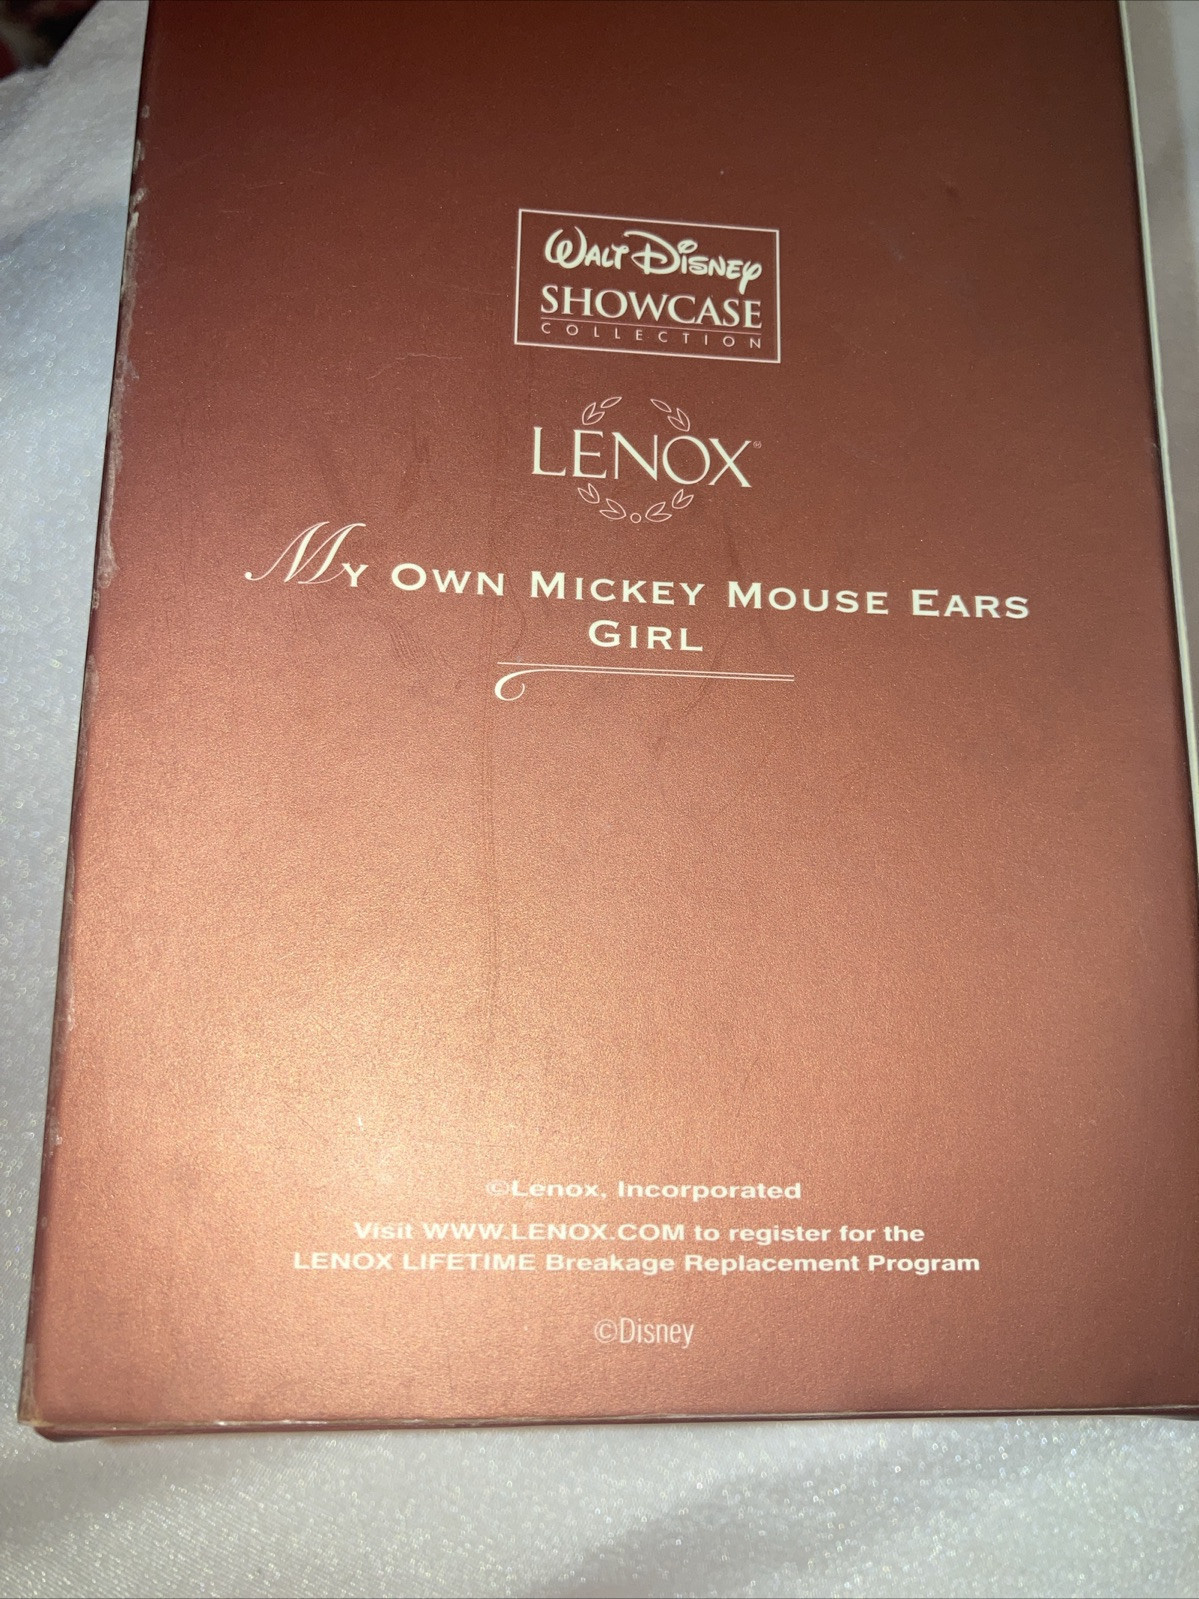 WALT DISNEY
SHOWCASE
COLLECTION
LENOX®
MY OWN MICKEY MOUSE EARS
GIRL
©Lenox, Incorporated
Visit WWW.LENOX.COM to register for the
LENOX LIFETIME Breakage Replacement Program
©Disney